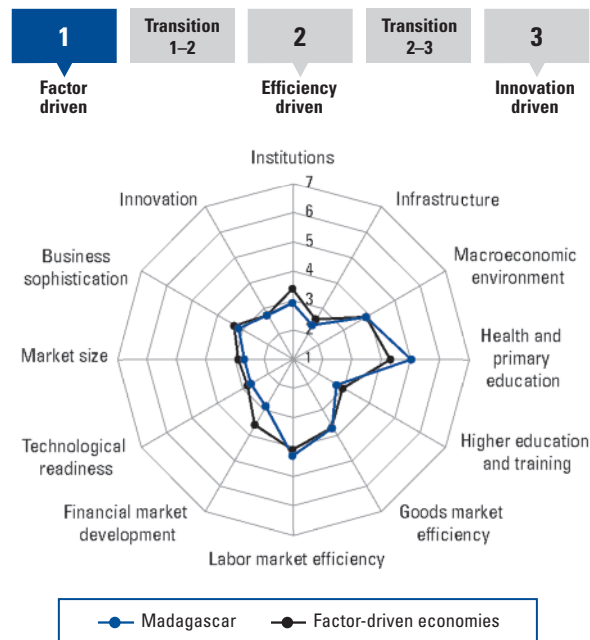 1
Transition
1–2
2
Transition
2–3
3
Factor
driven
Efficiency
driven
Innovation
driven
Institutions
7
6
5
4
3
2
1
Infrastructure
Macroeconomic
environment
Health and
primary
education
Higher education
and training
Goods market
efficiency
Labor market efficiency
Financial market
development
Technological
readiness
Market size
Business
sophistication
Innovation
Madagascar
Factor-driven economies